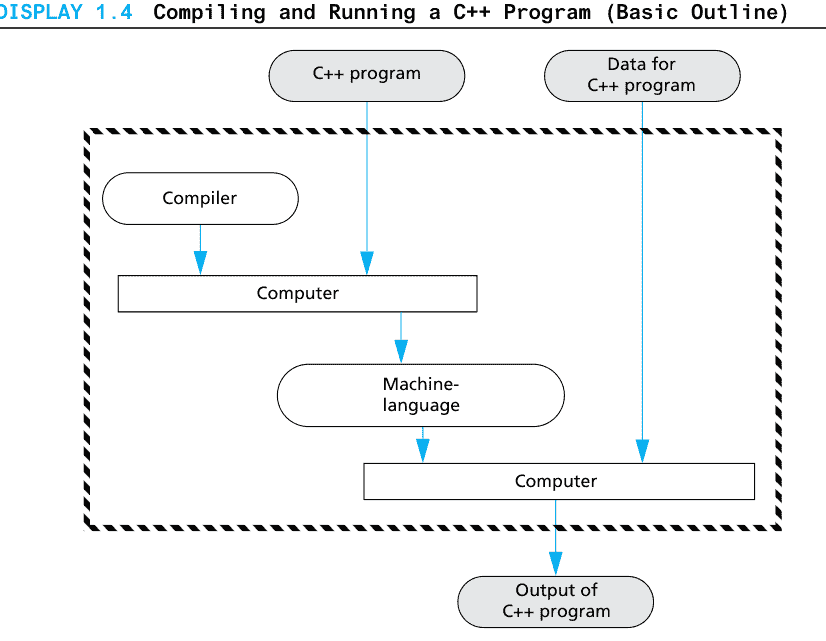 DISPLAY 1.4 Compiling and Running a C++ Program (Basic Outline)
C++ program
Data for
C++ program
Compiler
Computer
Machine-
language
Computer
Output of
C++ program